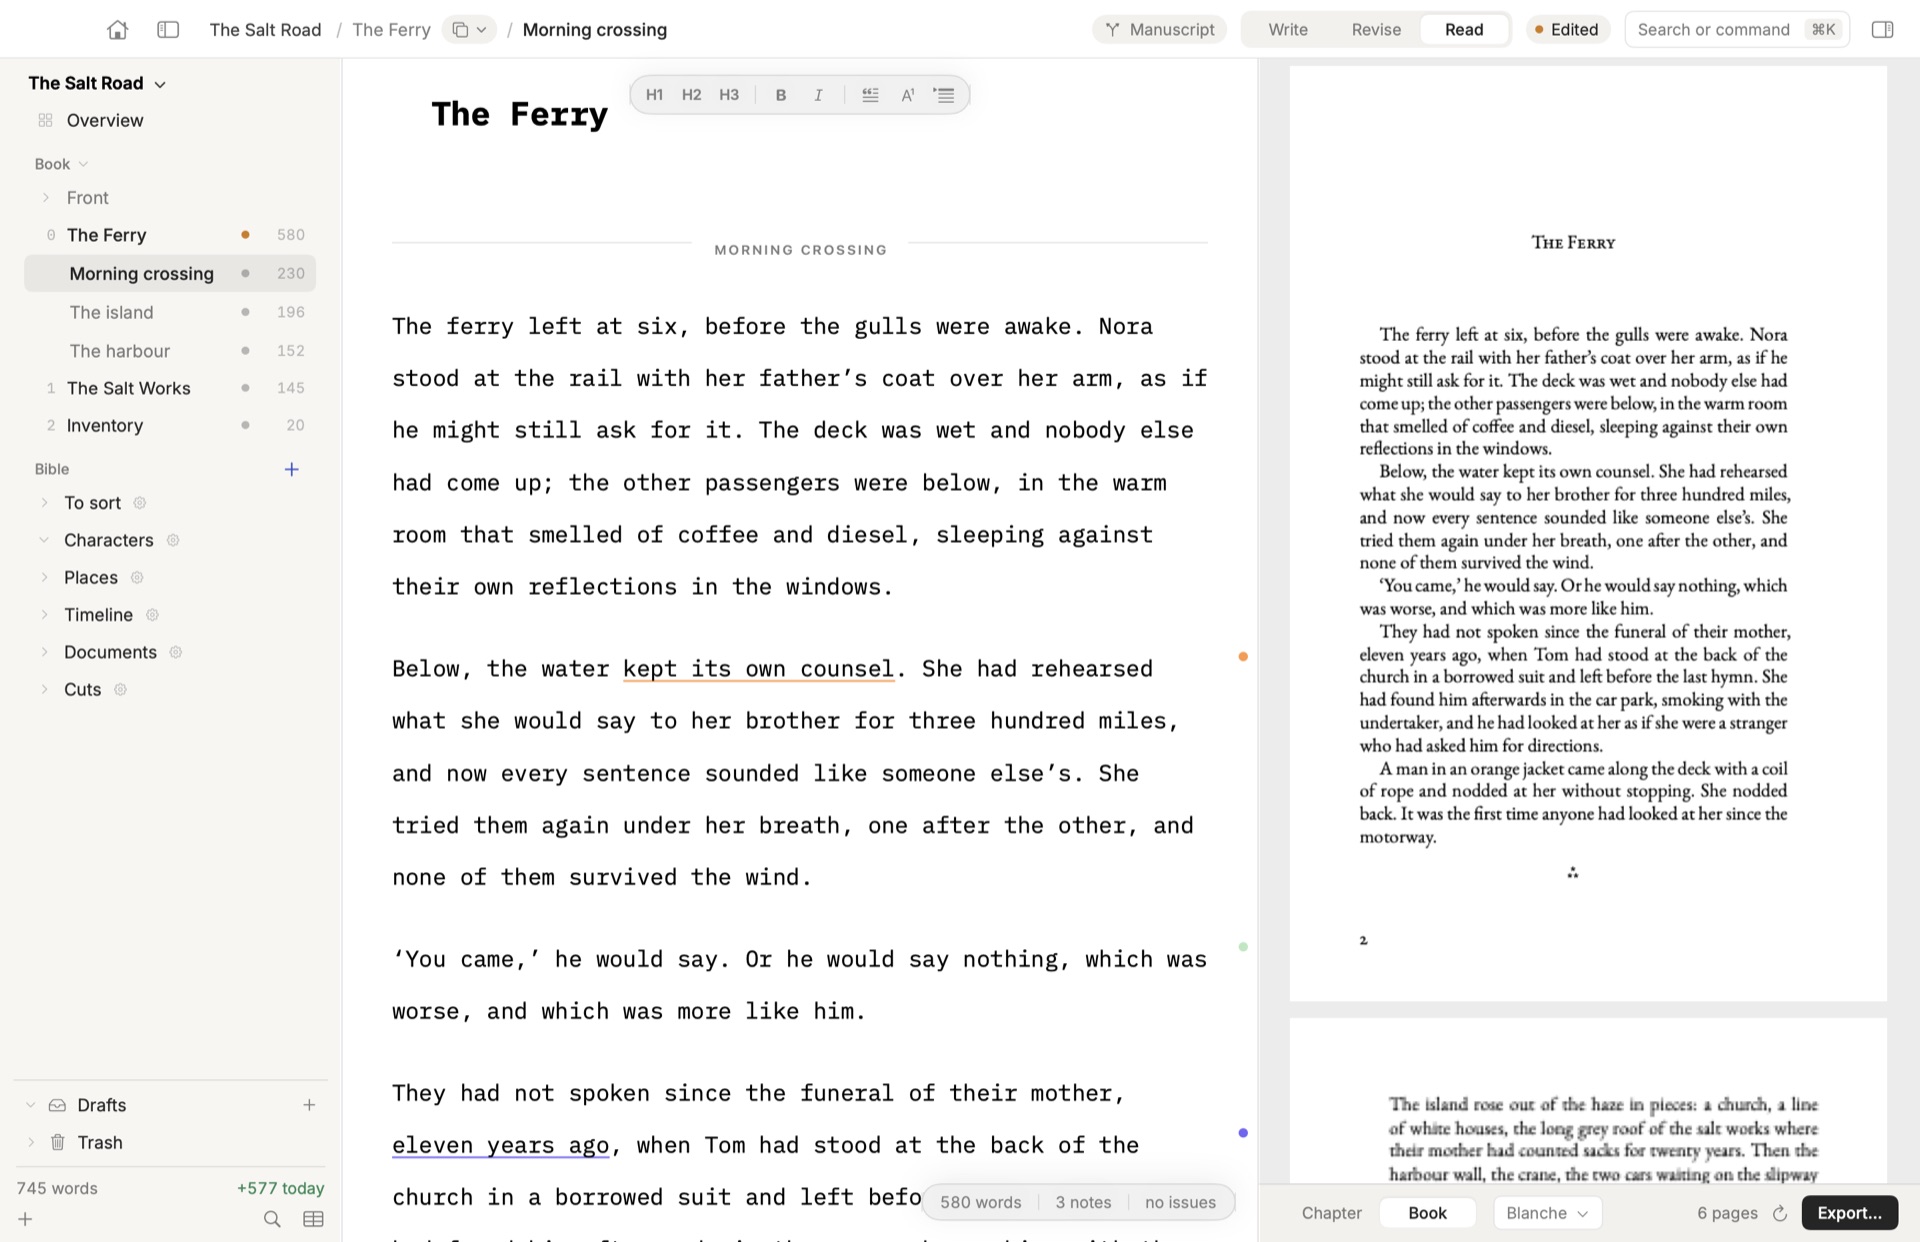 The Salt Road / The Ferry / Morning crossing
Manuscript
Write Revise Read
Edited
Search or command ⌘K
The Salt Road
Overview
Book
Front
0 The Ferry 580
Morning crossing 230
The island 196
The harbour 152
1 The Salt Works 145
2 Inventory 20
Bible
To sort
Characters
Places
Timeline
Documents
Cuts
Drafts
Trash
745 words +577 today
H1 H2 H3 B I A¹
The Ferry
MORNING CROSSING
The ferry left at six, before the gulls were awake. Nora
stood at the rail with her father’s coat over her arm, as if
he might still ask for it. The deck was wet and nobody else
had come up; the other passengers were below, in the warm
room that smelled of coffee and diesel, sleeping against
their own reflections in the windows.
Below, the water kept its own counsel. She had rehearsed
what she would say to her brother for three hundred miles,
and now every sentence sounded like someone else’s. She
tried them again under her breath, one after the other, and
none of them survived the wind.
‘You came,’ he would say. Or he would say nothing, which was
worse, and which was more like him.
They had not spoken since the funeral of their mother,
eleven years ago, when Tom had stood at the back of the
church in a borrowed suit and left befo
580 words 3 notes no issues
The Ferry
The ferry left at six, before the gulls were awake. Nora
stood at the rail with her father’s coat over her arm, as if he
might still ask for it. The deck was wet and nobody else had
come up; the other passengers were below, in the warm room
that smelled of coffee and diesel, sleeping against their own
reflections in the windows.
Below, the water kept its own counsel. She had rehearsed
what she would say to her brother for three hundred miles,
and now every sentence sounded like someone else’s. She
tried them again under her breath, one after the other, and
none of them survived the wind.
‘You came,’ he would say. Or he would say nothing, which
was worse, and which was more like him.
They had not spoken since the funeral of their mother,
eleven years ago, when Tom had stood at the back of the
church in a borrowed suit and left before the last hymn. She
had found him afterwards in the car park, smoking with the
undertaker, and he had looked at her as if she were a stranger
who had asked him for directions.
A man in an orange jacket came along the deck with a coil
of rope and nodded at her without stopping. She nodded
back. It was the first time anyone had looked at her since the
motorway.
2
The island rose out of the haze in pieces: a church, a line
of white houses, the long grey roof of the salt works where
their mother had counted sacks for twenty years. Then the
harbour wall, the crane, the two cars waiting on the slipway
Chapter Book Blanche 6 pages Export...